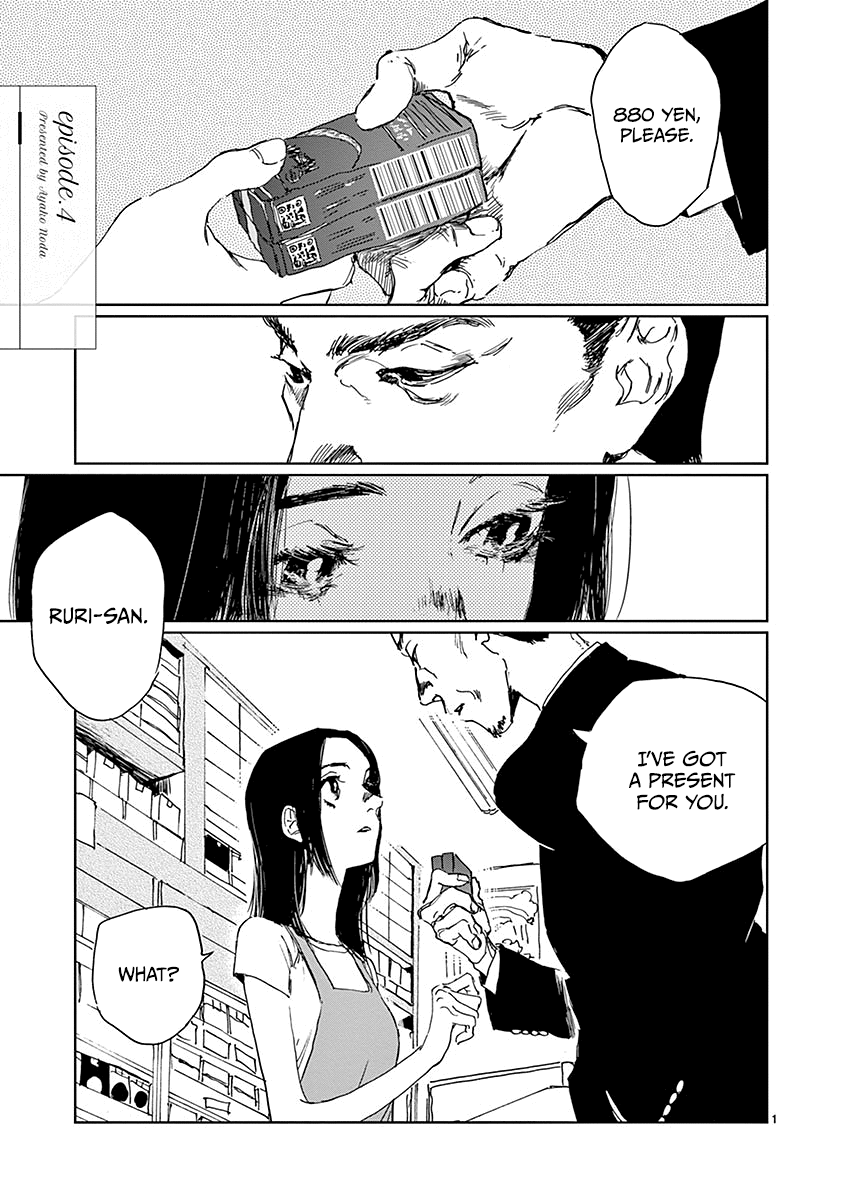 880 YEN,
PLEASE.
episode.4
Presented by Ayako Noda
RURI-SAN.
I'VE GOT
A PRESENT
FOR YOU.
WHAT?
1